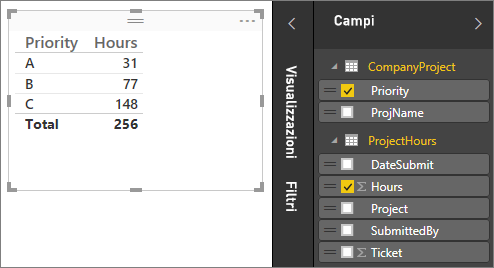 Priority Hours
A 31
B 77
C 148
Total 256
Visualizzazioni
Filtri
Campi
CompanyProject
Priority
ProjName
ProjectHours
DateSubmit
Σ Hours
Project
SubmittedBy
Σ Ticket